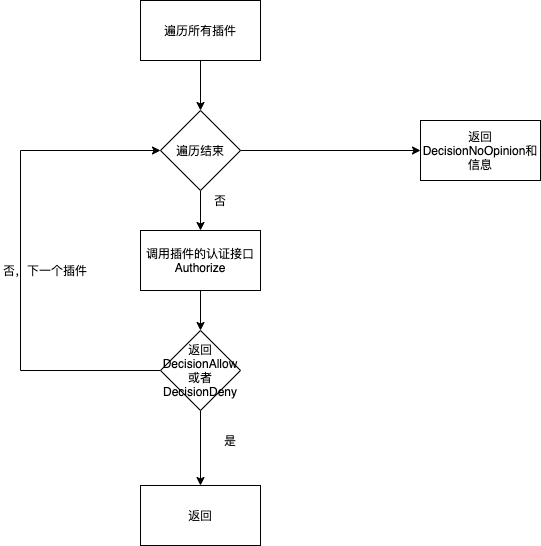 遍历所有插件
遍历结束
返回
DecisionNoOpinion和
信息
否
调用插件的认证接口
Authorize
否，下一个插件
返回
DecisionAllow
或者
DecisionDeny
是
返回